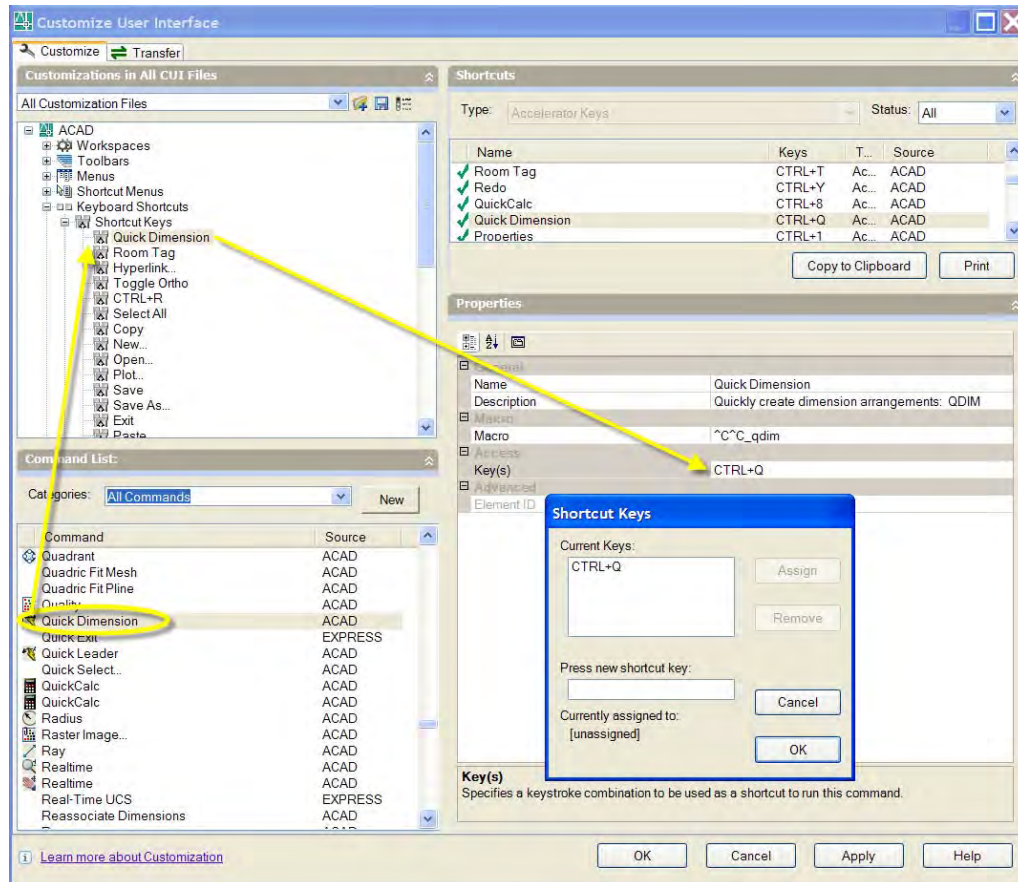 Customize User Interface
Customize Transfer
Customizations in All CUI Files
All Customization Files
ACAD
Workspaces
Toolbars
Menus
Shortcut Menus
Keyboard Shortcuts
Shortcut Keys
Quick Dimension
Room Tag
Hyperlink...
Toggle Ortho
CTRL+R
Select All
Copy
New...
Open...
Plot...
Save
Save As...
Exit
Paste
Command List:
Categories: All Commands New
Command Source
Quadrant ACAD
Quadric Fit Mesh ACAD
Quadric Fit Pline ACAD
Quality ACAD
Quick Dimension ACAD
Quick Exit EXPRESS
Quick Leader ACAD
Quick Select... ACAD
QuickCalc ACAD
QuickCalc ACAD
Radius ACAD
Raster Image... ACAD
Ray ACAD
Realtime ACAD
Realtime ACAD
Real-Time UCS EXPRESS
Reassociate Dimensions ACAD
Shortcuts
Type: Accelerator Keys Status: All
Name Keys T... Source
Room Tag CTRL+T Ac... ACAD
Redo CTRL+Y Ac... ACAD
QuickCalc CTRL+8 Ac... ACAD
Quick Dimension CTRL+Q Ac... ACAD
Properties CTRL+1 Ac... ACAD
Copy to Clipboard Print
Properties
General
Name Quick Dimension
Description Quickly create dimension arrangements: QDIM
Macro
Macro ^C^C_qdim
Access
Key(s) CTRL+Q
Advanced
Element ID
Shortcut Keys
Current Keys:
CTRL+Q
Assign
Remove
Press new shortcut key:
Cancel
Currently assigned to:
[unassigned]
OK
Key(s)
Specifies a keystroke combination to be used as a shortcut to run this command.
Learn more about Customization
OK Cancel Apply Help